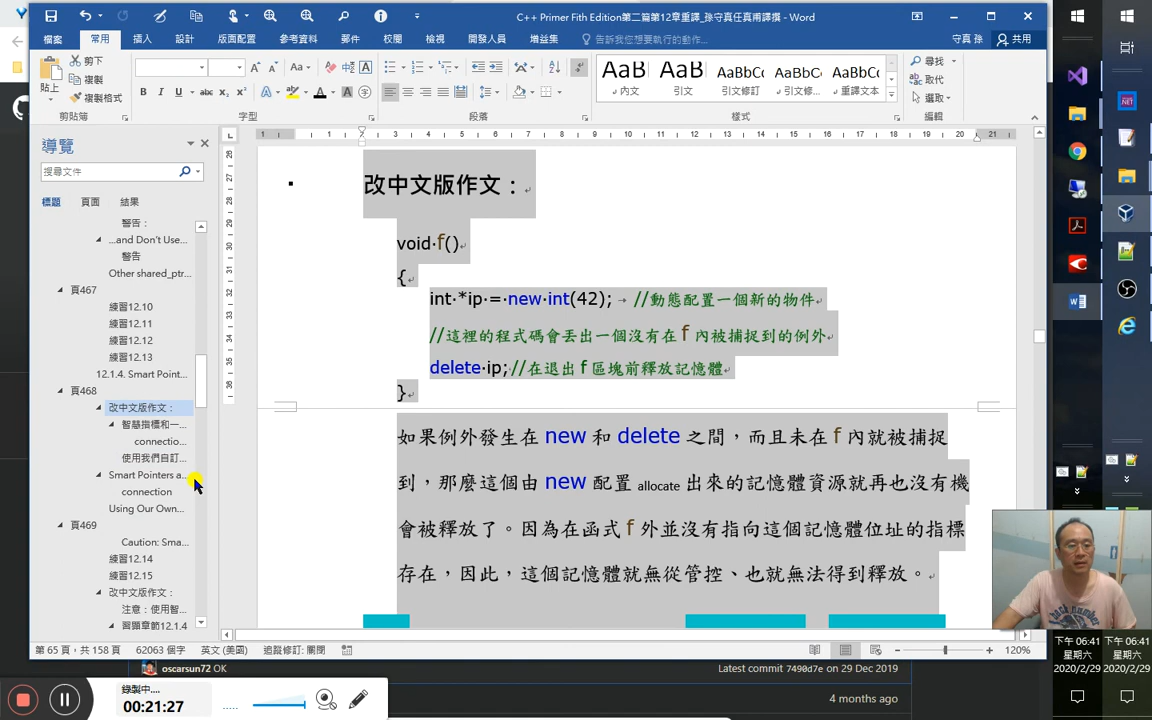 C++ Primer Fith Edition第二篇第12章重譯_孫守真任真甫譯撰 - Word
檔案
常用
插入
設計
版面配置
參考資料
郵件
校閱
檢視
開發人員
增益集
告訴我您想要執行的動作...
守真 孫
共用
貼上
剪下
複製
複製格式
剪貼簿
字型
段落
AaB AaB AaBbC AaBbC AaBbCc
內文
引文
引文修訂
引文修...
重譯文本
樣式
尋找
取代
選取
編輯
導覽
搜尋文件
標題 頁面 結果
警告：
...and Don't Use...
警告
Other shared_ptr...
頁467
練習12.10
練習12.11
練習12.12
練習12.13
12.1.4. Smart Point...
頁468
改中文版作文：
智慧指標和一...
connectio...
使用我們自訂...
Smart Pointers a...
connection
Using Our Own...
頁469
Caution: Sma...
練習12.14
練習12.15
改中文版作文：
注意：使用智...
習題章節12.1.4
改中文版作文：
void f()
{
int *ip = new int(42); //動態配置一個新的物件
//這裡的程式碼會丟出一個沒有在 f 內被捕捉到的例外
delete ip;//在退出 f 區塊前釋放記憶體
}
如果例外發生在 new 和 delete 之間，而且未在 f 內就被捕捉
到，那麼這個由 new 配置 allocate 出來的記憶體資源就再也沒有機
會被釋放了。因為在函式 f 外並沒有指向這個記憶體位址的指標
存在，因此，這個記憶體就無從管控、也就無法得到釋放。
第 65 頁，共 158 頁
62063 個字
英文 (美國)
追蹤修訂: 關閉
120%
oscarsun72 OK
Latest commit 7490d7e on 29 Dec 2019
4 months ago
錄製中....
00:21:27
下午 06:41
星期六
2020/2/29
下午 06:41
星期六
2020/2/29